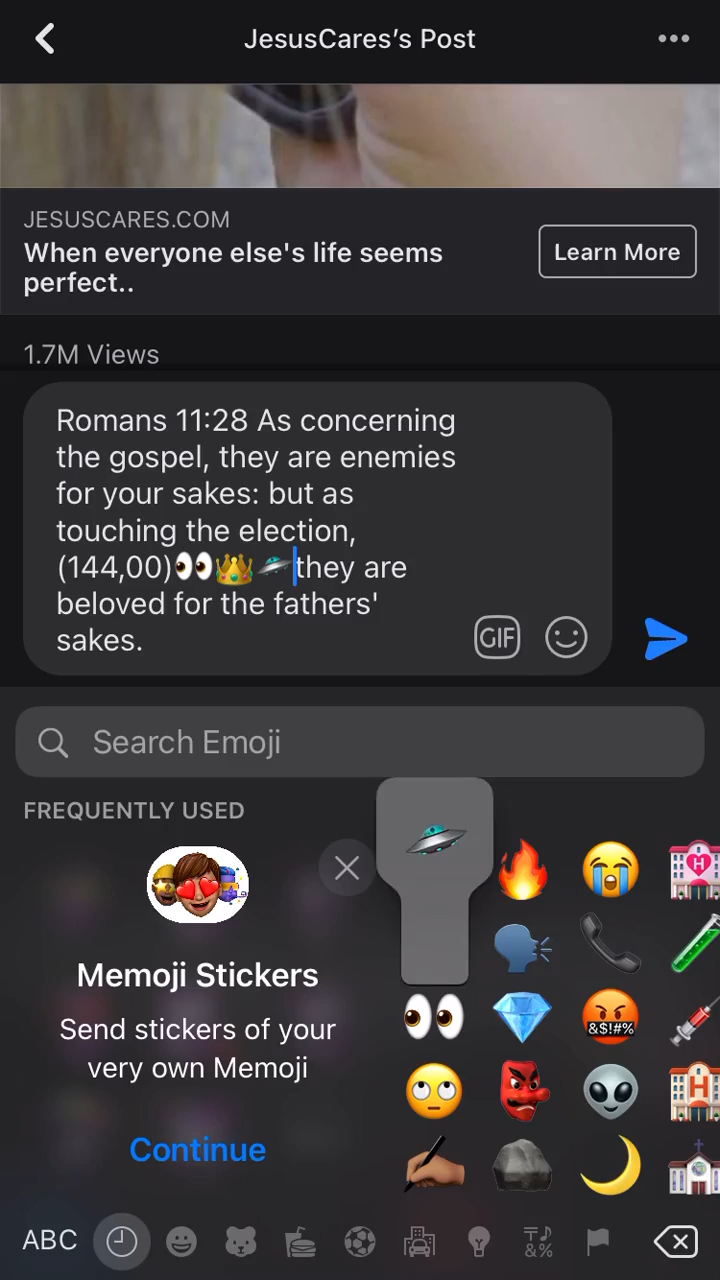 JesusCares's Post
JESUSCARES.COM
When everyone else's life seems
perfect..
Learn More
1.7M Views
Romans 11:28 As concerning
the gospel, they are enemies
for your sakes: but as
touching the election,
(144,00)👀👑🛸they are
beloved for the fathers'
sakes.
GIF
Search Emoji
FREQUENTLY USED
&$!#%
H
Memoji Stickers
Send stickers of your
very own Memoji
Continue
ABC
&%